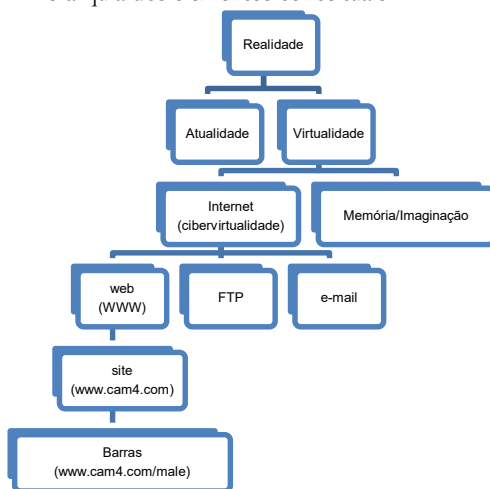 Realidade
Atualidade
Virtualidade
Internet
(cibervirtualidade)
Memória/Imaginação
web
(WWW)
FTP
e-mail
site
(www.cam4.com)
Barras
(www.cam4.com/male)